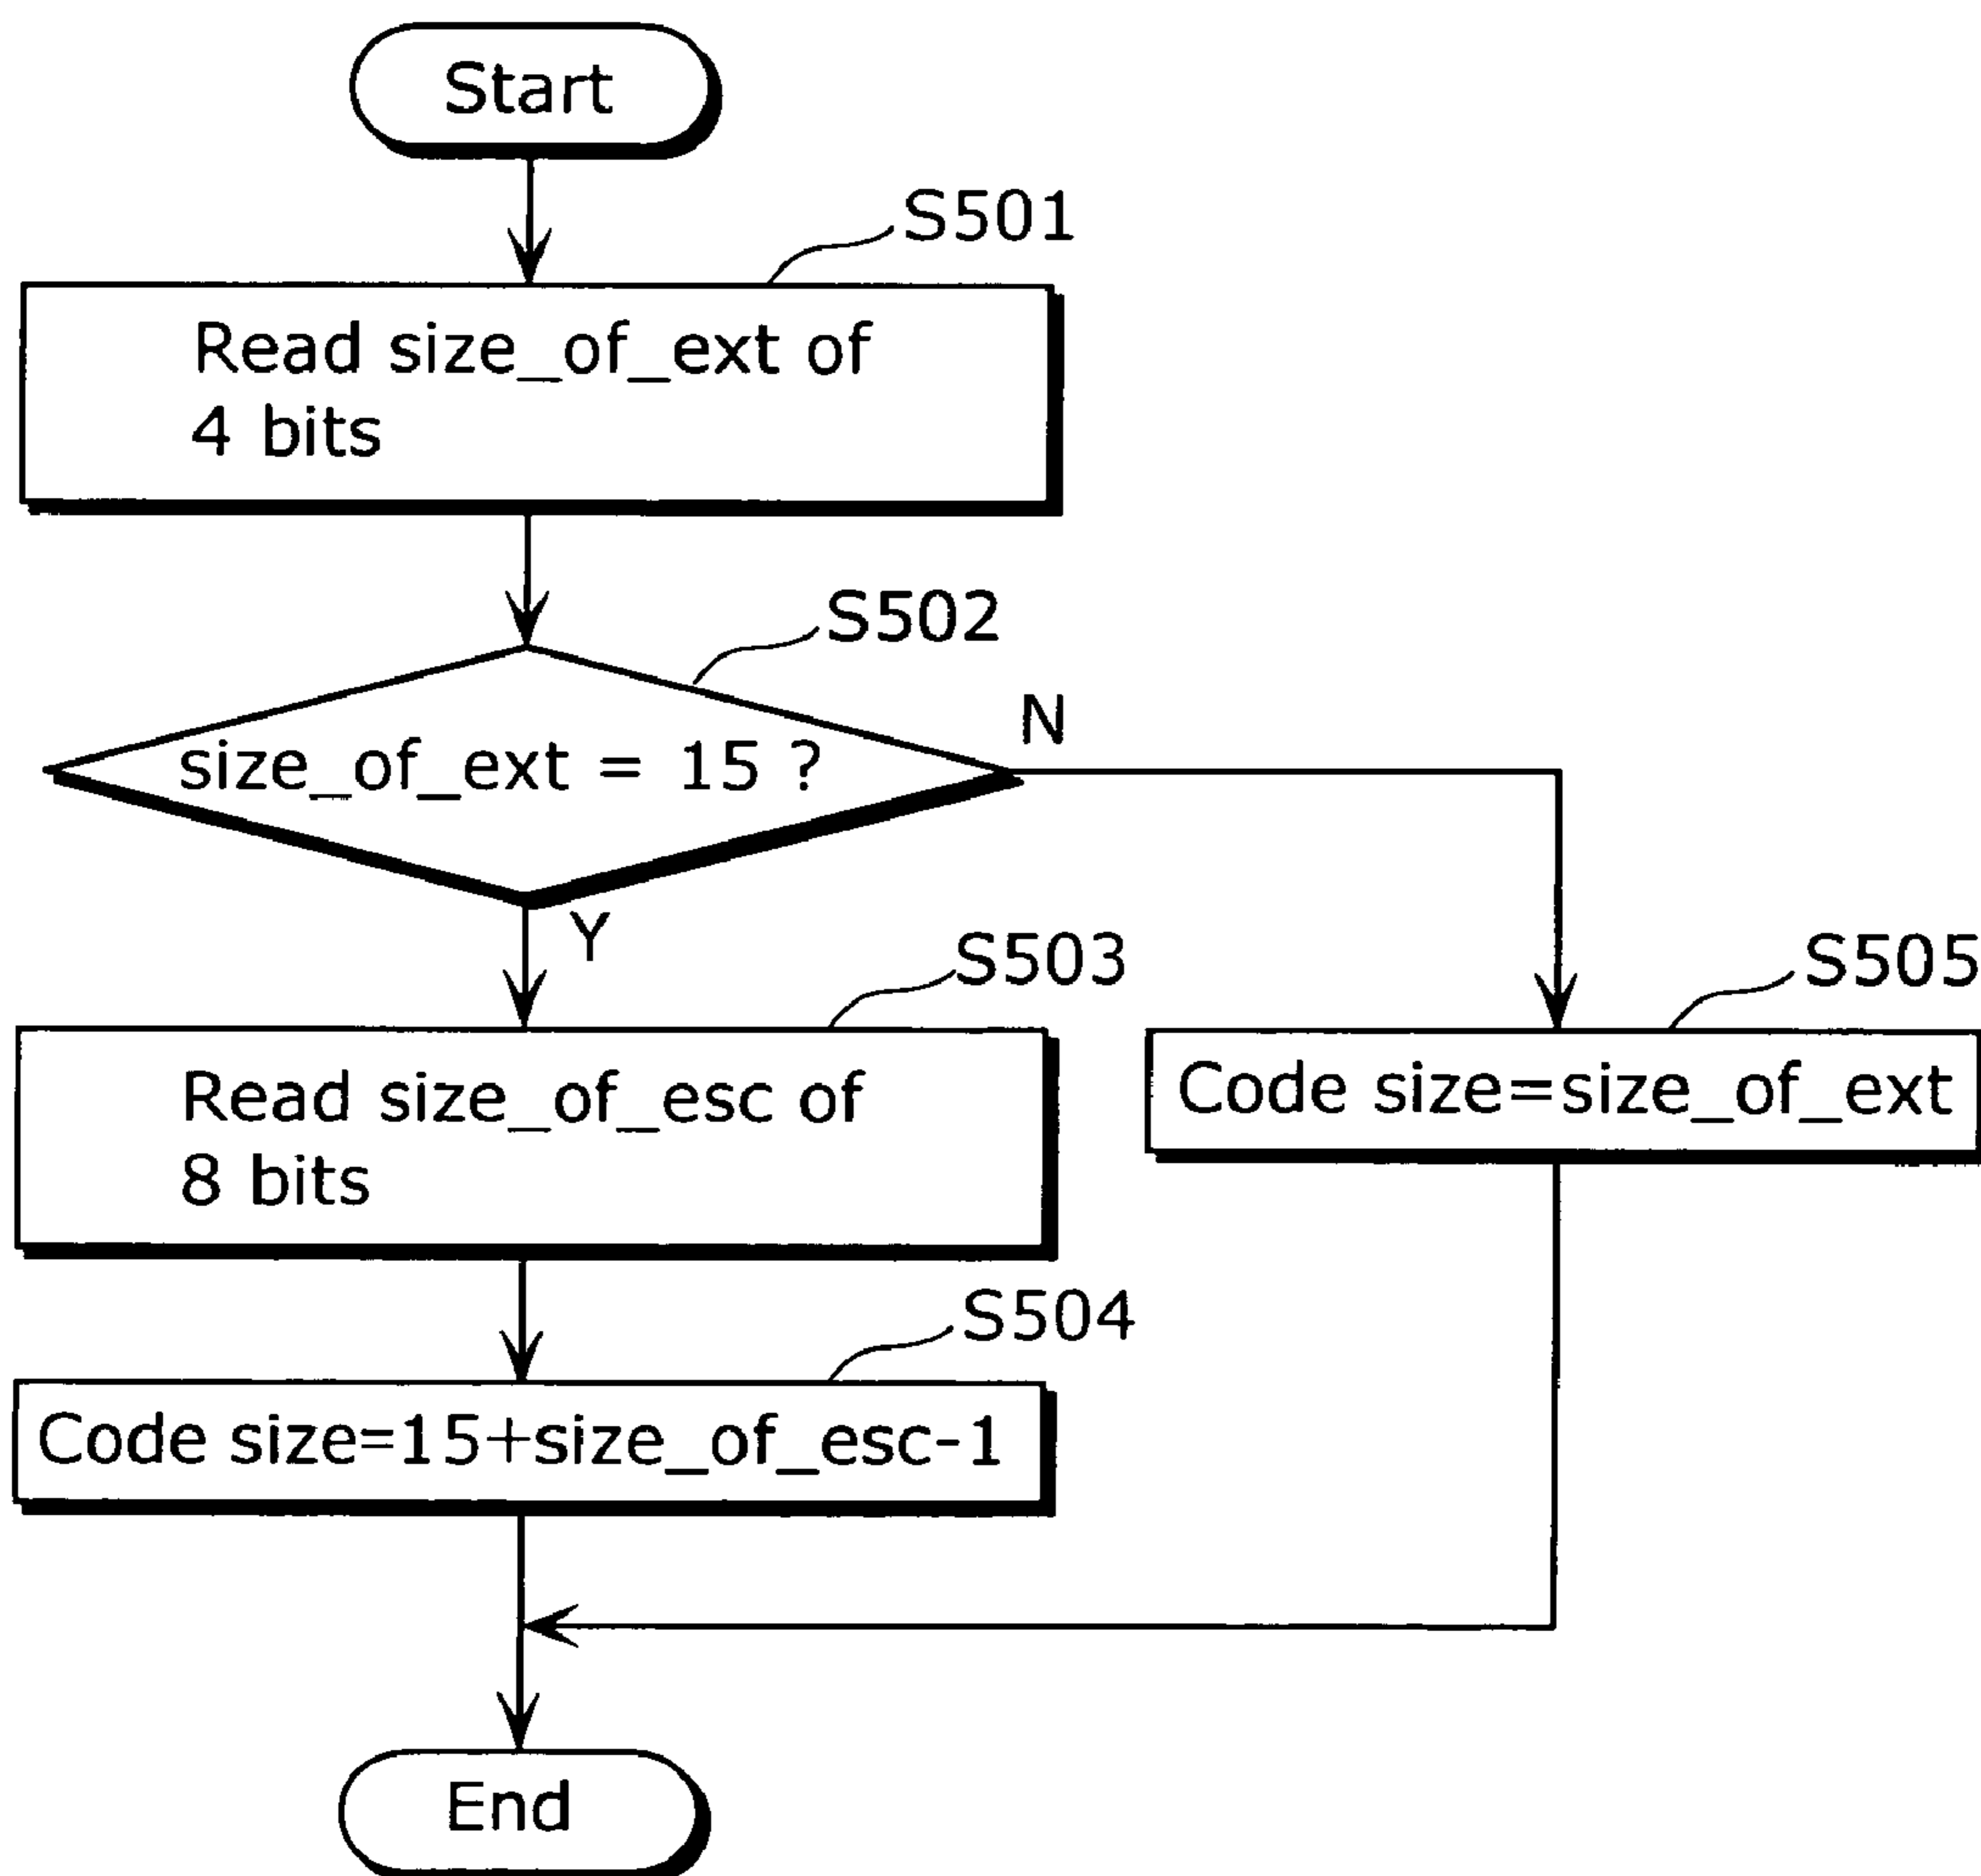 Start
S501
Read size_of_ext of
4 bits
S502
size_of_ext = 15 ?
N
Y
S503
Read size_of_esc of
8 bits
S505
Code size=size_of_ext
S504
Code size=15+size_of_esc-1
End